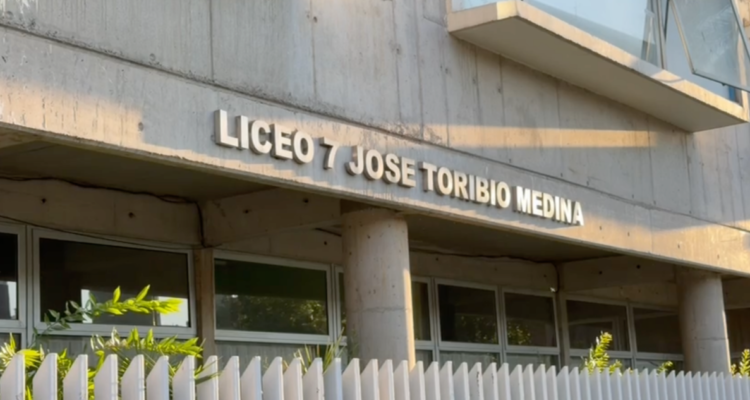 LICEO 7 JOSE TORIBIO MEDINA